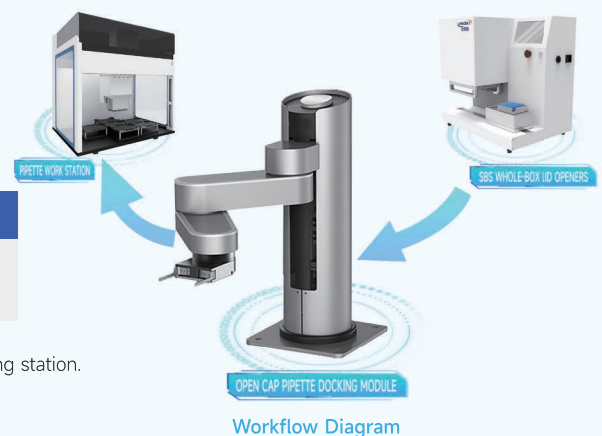 PIPETTE WORK STATION
SBS WHOLE-BOX LID OPENERS
ng station.
OPEN CAP PIPETTE DOCKING MODULE
Workflow Diagram